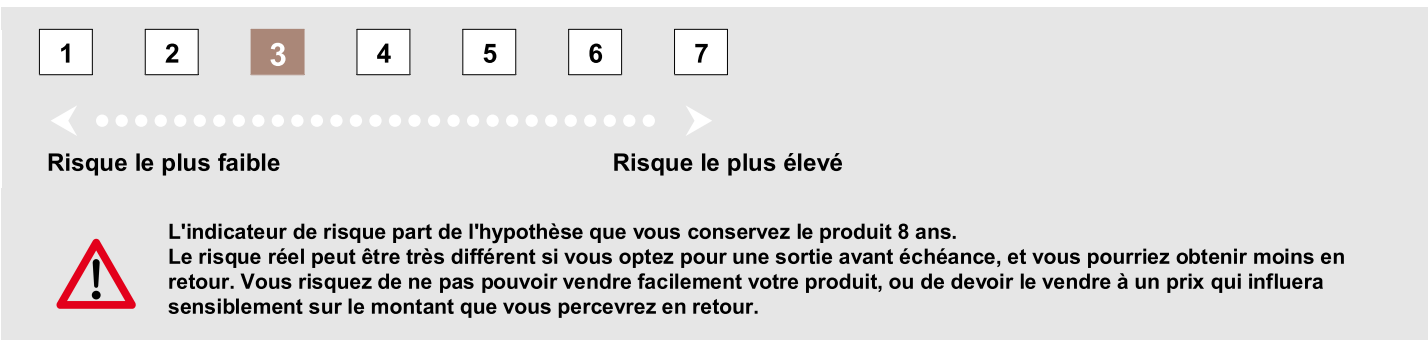 1 2 3 4 5 6 7
Risque le plus faible Risque le plus élevé
L'indicateur de risque part de l'hypothèse que vous conservez le produit 8 ans.
Le risque réel peut être très différent si vous optez pour une sortie avant échéance, et vous pourriez obtenir moins en
retour. Vous risquez de ne pas pouvoir vendre facilement votre produit, ou de devoir le vendre à un prix qui influera
sensiblement sur le montant que vous percevrez en retour.